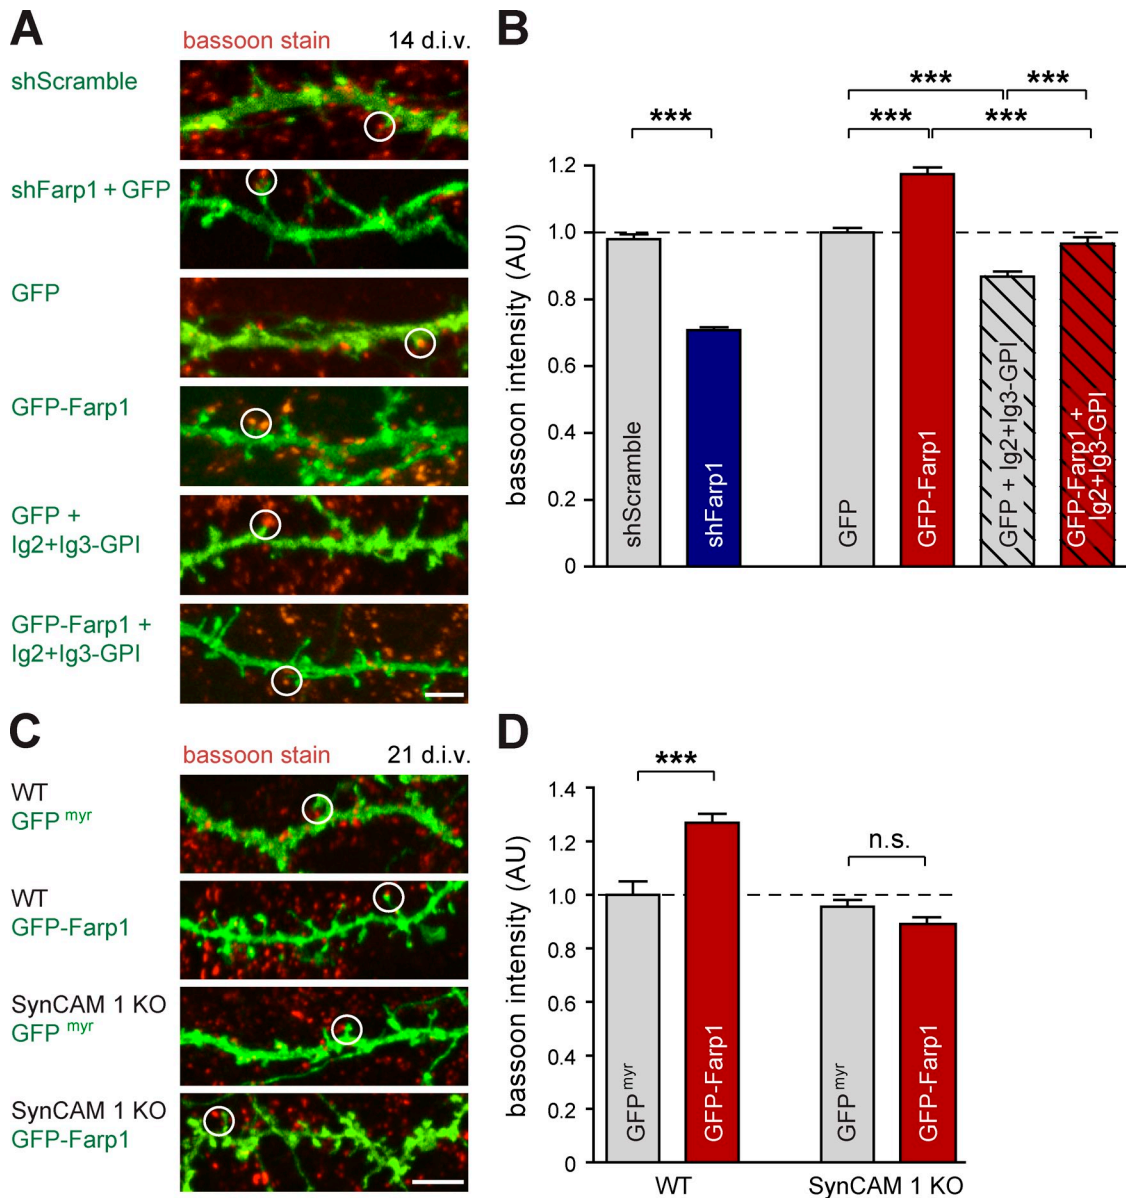 A
bassoon stain 14 d.i.v.
shScramble
shFarp1 + GFP
GFP
GFP-Farp1
GFP +
Ig2+Ig3-GPI
GFP-Farp1 +
Ig2+Ig3-GPI
B
*** ***
*** *** ***
bassoon intensity (AU)
1.2
1.0
0.8
0.6
0.4
0.2
0
shScramble
shFarp1
GFP
GFP-Farp1
GFP + Ig2+Ig3-GPI
GFP-Farp1 +
Ig2+Ig3-GPI
C
bassoon stain 21 d.i.v.
WT
GFP myr
WT
GFP-Farp1
SynCAM 1 KO
GFP myr
SynCAM 1 KO
GFP-Farp1
D
***
n.s.
bassoon intensity (AU)
1.4
1.2
1.0
0.8
0.6
0.4
0.2
0
GFP myr
GFP-Farp1
GFP myr
GFP-Farp1
WT SynCAM 1 KO